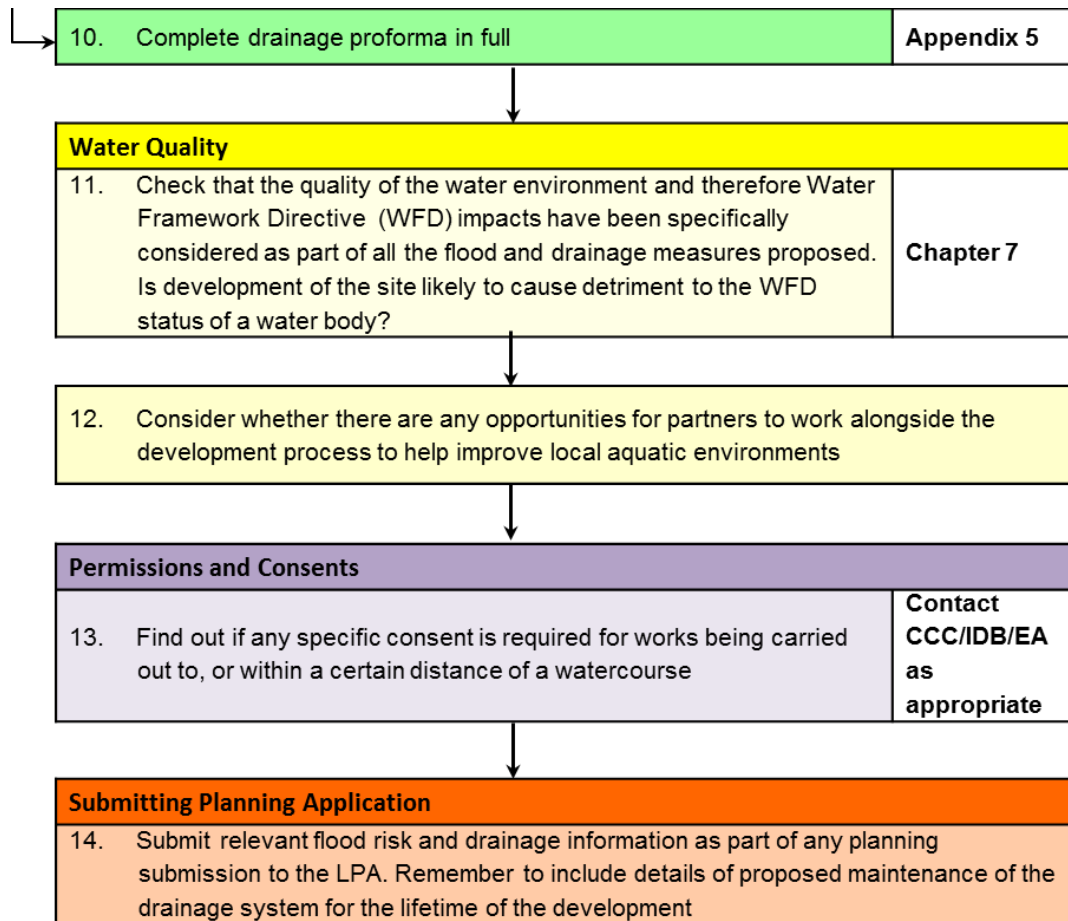 10. Complete drainage proforma in full
Appendix 5
Water Quality
11. Check that the quality of the water environment and therefore Water
Framework Directive (WFD) impacts have been specifically
considered as part of all the flood and drainage measures proposed.
Is development of the site likely to cause detriment to the WFD
status of a water body?
Chapter 7
12. Consider whether there are any opportunities for partners to work alongside the
development process to help improve local aquatic environments
Permissions and Consents
13. Find out if any specific consent is required for works being carried
out to, or within a certain distance of a watercourse
Contact
CCC/IDB/EA
as
appropriate
Submitting Planning Application
14. Submit relevant flood risk and drainage information as part of any planning
submission to the LPA. Remember to include details of proposed maintenance of the
drainage system for the lifetime of the development